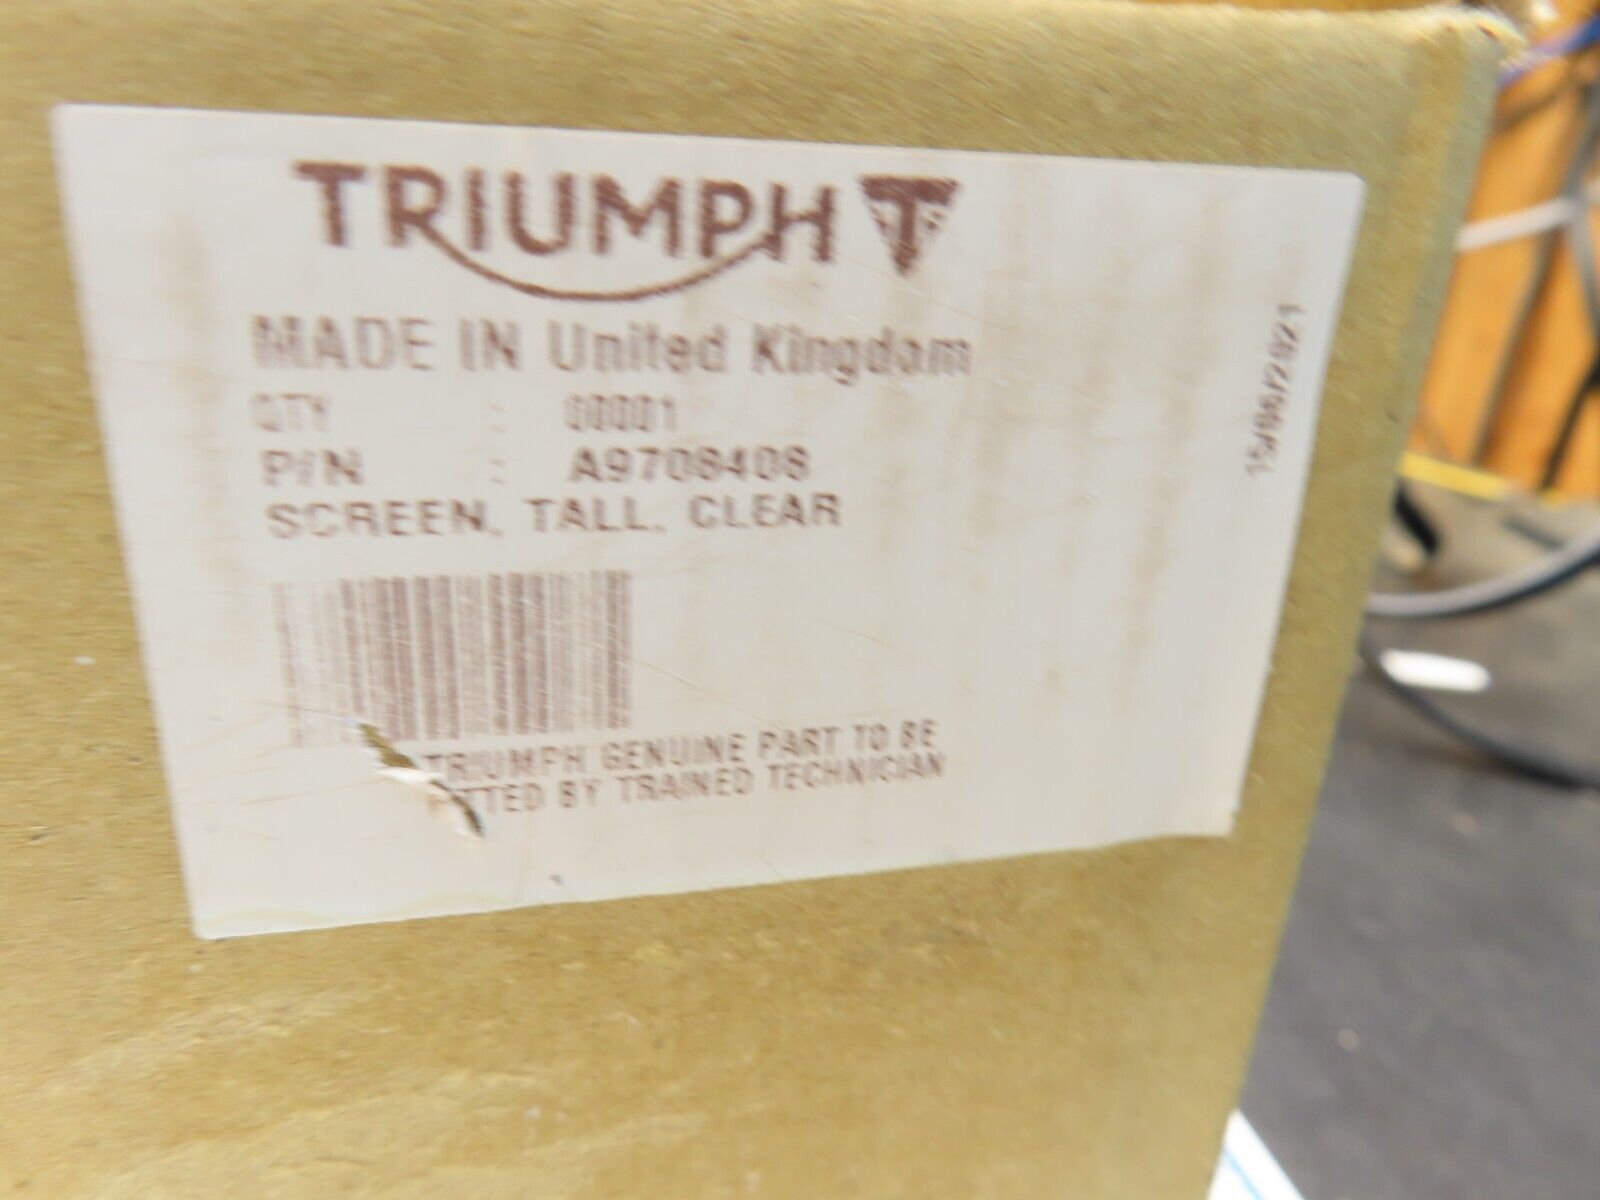 TRIUMPH T
MADE IN United Kingdom
QTY : 00001
P/N : A9708408
SCREEN, TALL, CLEAR
TRIUMPH GENUINE PART TO BE
BY TRAINED TECHNICIAN